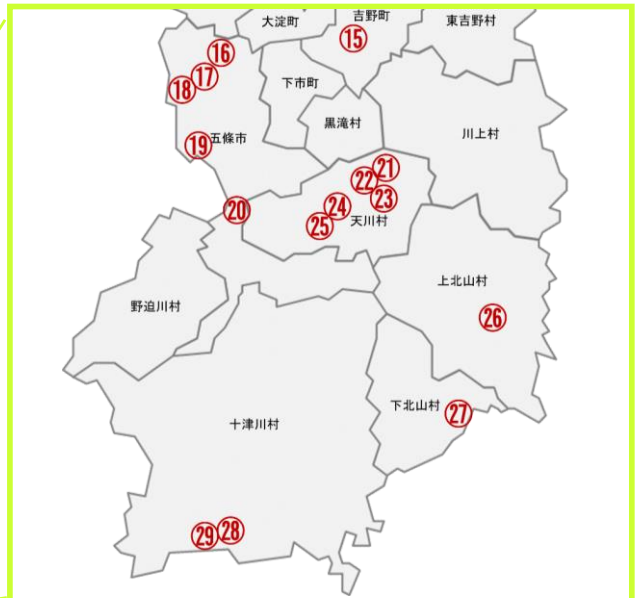 大淀町
吉野町
東吉野村
15
16
17
下市町
18
黒滝村
川上村
五條市
19
21
22
23
20
24
天川村
25
上北山村
野迫川村
26
下北山村
27
十津川村
28
29